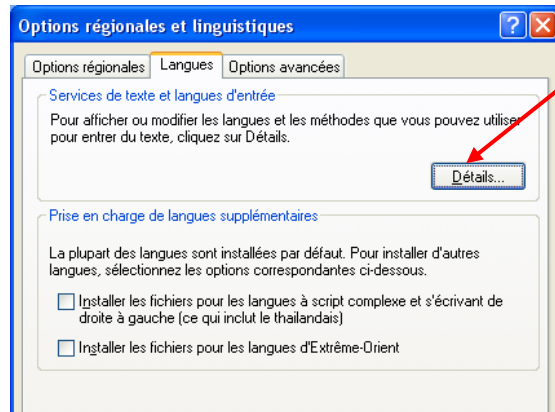 Options régionales et linguistiques
Options régionales Langues Options avancées
Services de texte et langues d'entrée
Pour afficher ou modifier les langues et les méthodes que vous pouvez utiliser
pour entrer du texte, cliquez sur Détails.
Détails...
Prise en charge de langues supplémentaires
La plupart des langues sont installées par défaut. Pour installer d'autres
langues, sélectionnez les options correspondantes ci-dessous.
Installer les fichiers pour les langues à script complexe et s'écrivant de
droite à gauche (ce qui inclut le thaïlandais)
Installer les fichiers pour les langues d'Extrême-Orient